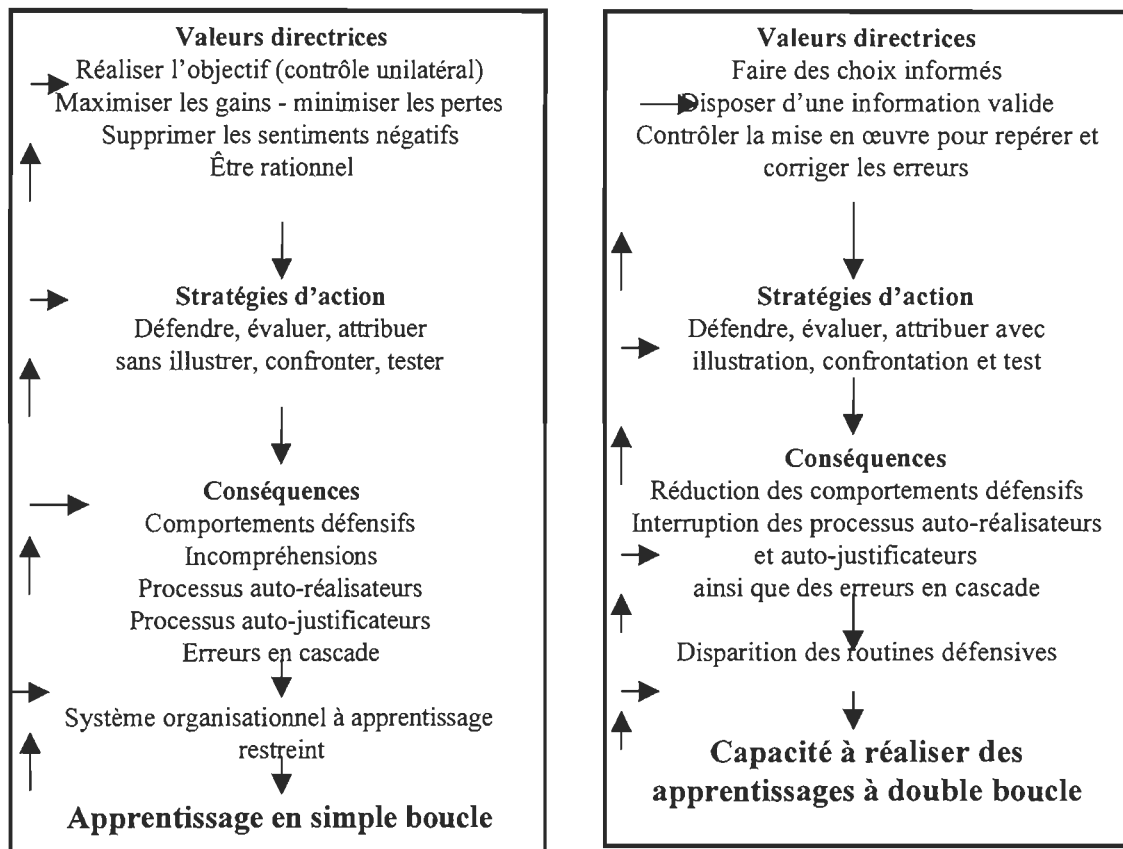 Valeurs directrices
Réaliser l'objectif (contrôle unilatéral)
Maximiser les gains - minimiser les pertes
Supprimer les sentiments négatifs
Être rationnel
Stratégies d'action
Défendre, évaluer, attribuer
sans illustrer, confronter, tester
Conséquences
Comportements défensifs
Incompréhensions
Processus auto-réalisateurs
Processus auto-justificateurs
Erreurs en cascade
Système organisationnel à apprentissage
restreint
Apprentissage en simple boucle
Valeurs directrices
Faire des choix informés
Disposer d'une information valide
Contrôler la mise en œuvre pour repérer et
corriger les erreurs
Stratégies d'action
Défendre, évaluer, attribuer avec
illustration, confrontation et test
Conséquences
Réduction des comportements défensifs
Interruption des processus auto-réalisateurs
et auto-justificateurs
ainsi que des erreurs en cascade
Disparition des routines défensives
Capacité à réaliser des
apprentissages à double boucle